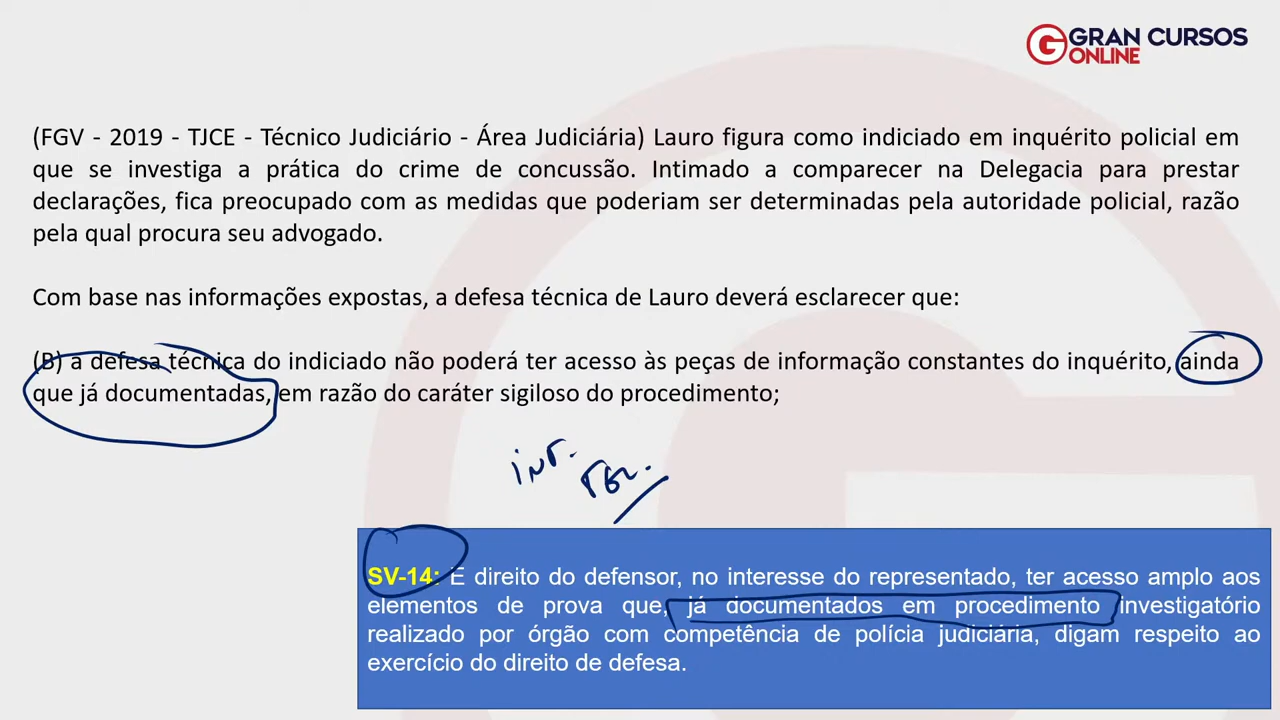 GRAN CURSOS
ONLINE
(FGV - 2019 - TJCE - Técnico Judiciário - Área Judiciária) Lauro figura como indiciado em inquérito policial em
que se investiga a prática do crime de concussão. Intimado a comparecer na Delegacia para prestar
declarações, fica preocupado com as medidas que poderiam ser determinadas pela autoridade policial, razão
pela qual procura seu advogado.
Com base nas informações expostas, a defesa técnica de Lauro deverá esclarecer que:
(B) a defesa técnica do indiciado não poderá ter acesso às peças de informação constantes do inquérito, ainda
que já documentadas, em razão do caráter sigiloso do procedimento;
SV-14: É direito do defensor, no interesse do representado, ter acesso amplo aos
elementos de prova que, já documentados em procedimento investigatório
realizado por órgão com competência de polícia judiciária, digam respeito ao
exercício do direito de defesa.